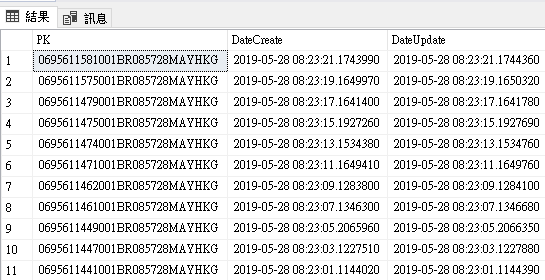 結果 訊息
PK DateCreate DateUpdate
1 0695611581001BR085728MAYHKG 2019-05-28 08:23:21.1743990 2019-05-28 08:23:21.1744360
2 0695611575001BR085728MAYHKG 2019-05-28 08:23:19.1649970 2019-05-28 08:23:19.1650320
3 0695611479001BR085728MAYHKG 2019-05-28 08:23:17.1641400 2019-05-28 08:23:17.1641780
4 0695611475001BR085728MAYHKG 2019-05-28 08:23:15.1927260 2019-05-28 08:23:15.1927690
5 0695611474001BR085728MAYHKG 2019-05-28 08:23:13.1534380 2019-05-28 08:23:13.1534760
6 0695611471001BR085728MAYHKG 2019-05-28 08:23:11.1649410 2019-05-28 08:23:11.1649760
7 0695611462001BR085728MAYHKG 2019-05-28 08:23:09.1283800 2019-05-28 08:23:09.1284100
8 0695611461001BR085728MAYHKG 2019-05-28 08:23:07.1346300 2019-05-28 08:23:07.1346680
9 0695611449001BR085728MAYHKG 2019-05-28 08:23:05.2065960 2019-05-28 08:23:05.2066350
10 0695611447001BR085728MAYHKG 2019-05-28 08:23:03.1227510 2019-05-28 08:23:03.1227880
11 0695611441001BR085728MAYHKG 2019-05-28 08:23:01.1144020 2019-05-28 08:23:01.1144390